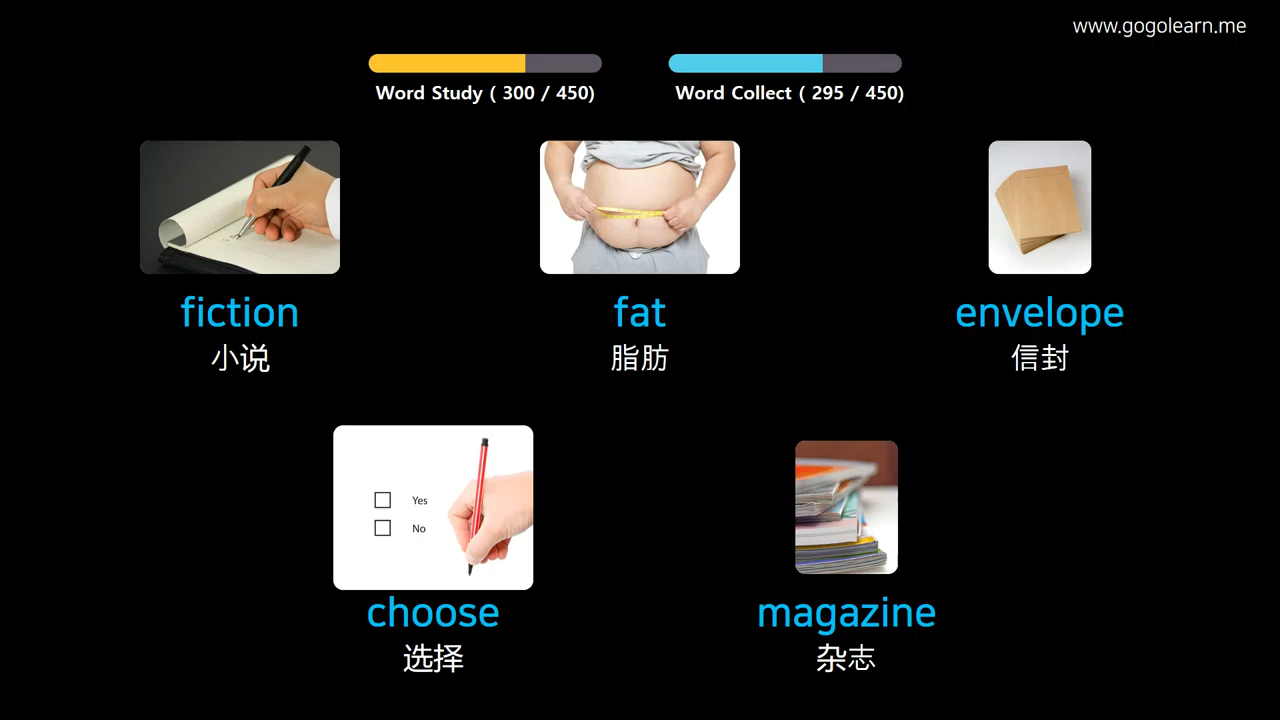 www.gogolearn.me
Word Study ( 300 / 450)
Word Collect ( 295 / 450)
fiction
小说
fat
脂肪
envelope
信封
Yes
No
choose
选择
magazine
杂志